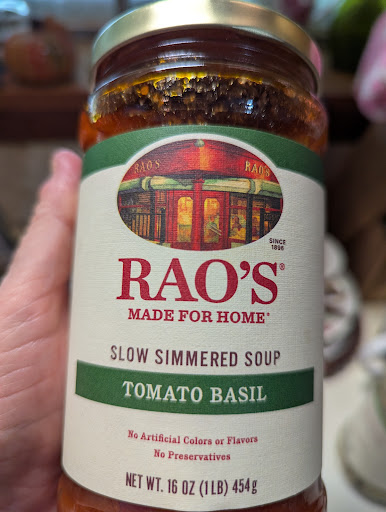 RAO'S RAO'S
SINCE
1896
RAO'S®
MADE FOR HOME®
SLOW SIMMERED SOUP
TOMATO BASIL
No Artificial Colors or Flavors
No Preservatives
NET WT. 16 OZ (1 LB) 454g